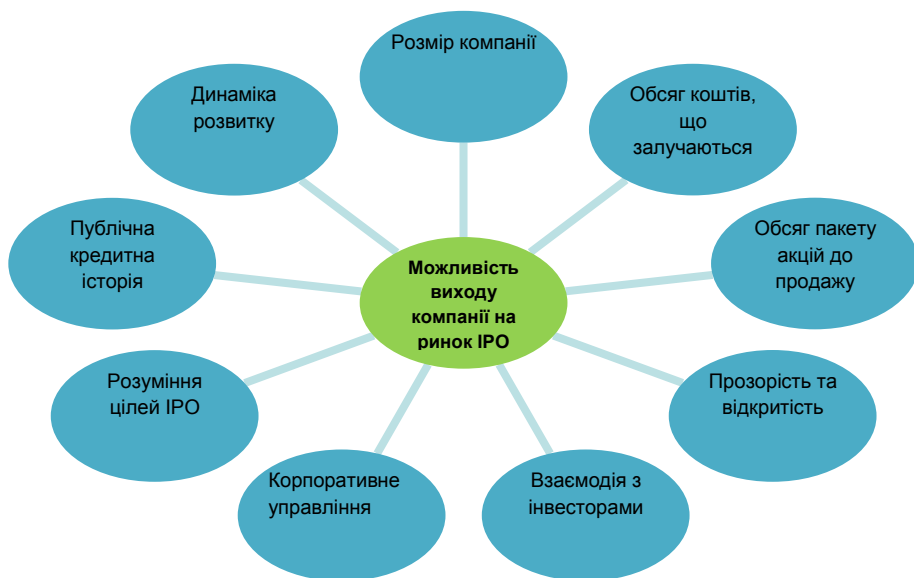 Розмір компанії
Обсяг коштів,
що
залучаються
Обсяг пакету
акцій до
продажу
Прозорість та
відкритість
Взаємодія з
інвесторами
Корпоративне
управління
Розуміння
цілей IPO
Публічна
кредитна
історія
Динаміка
розвитку
Можливість
виходу
компанії на
ринок IPO